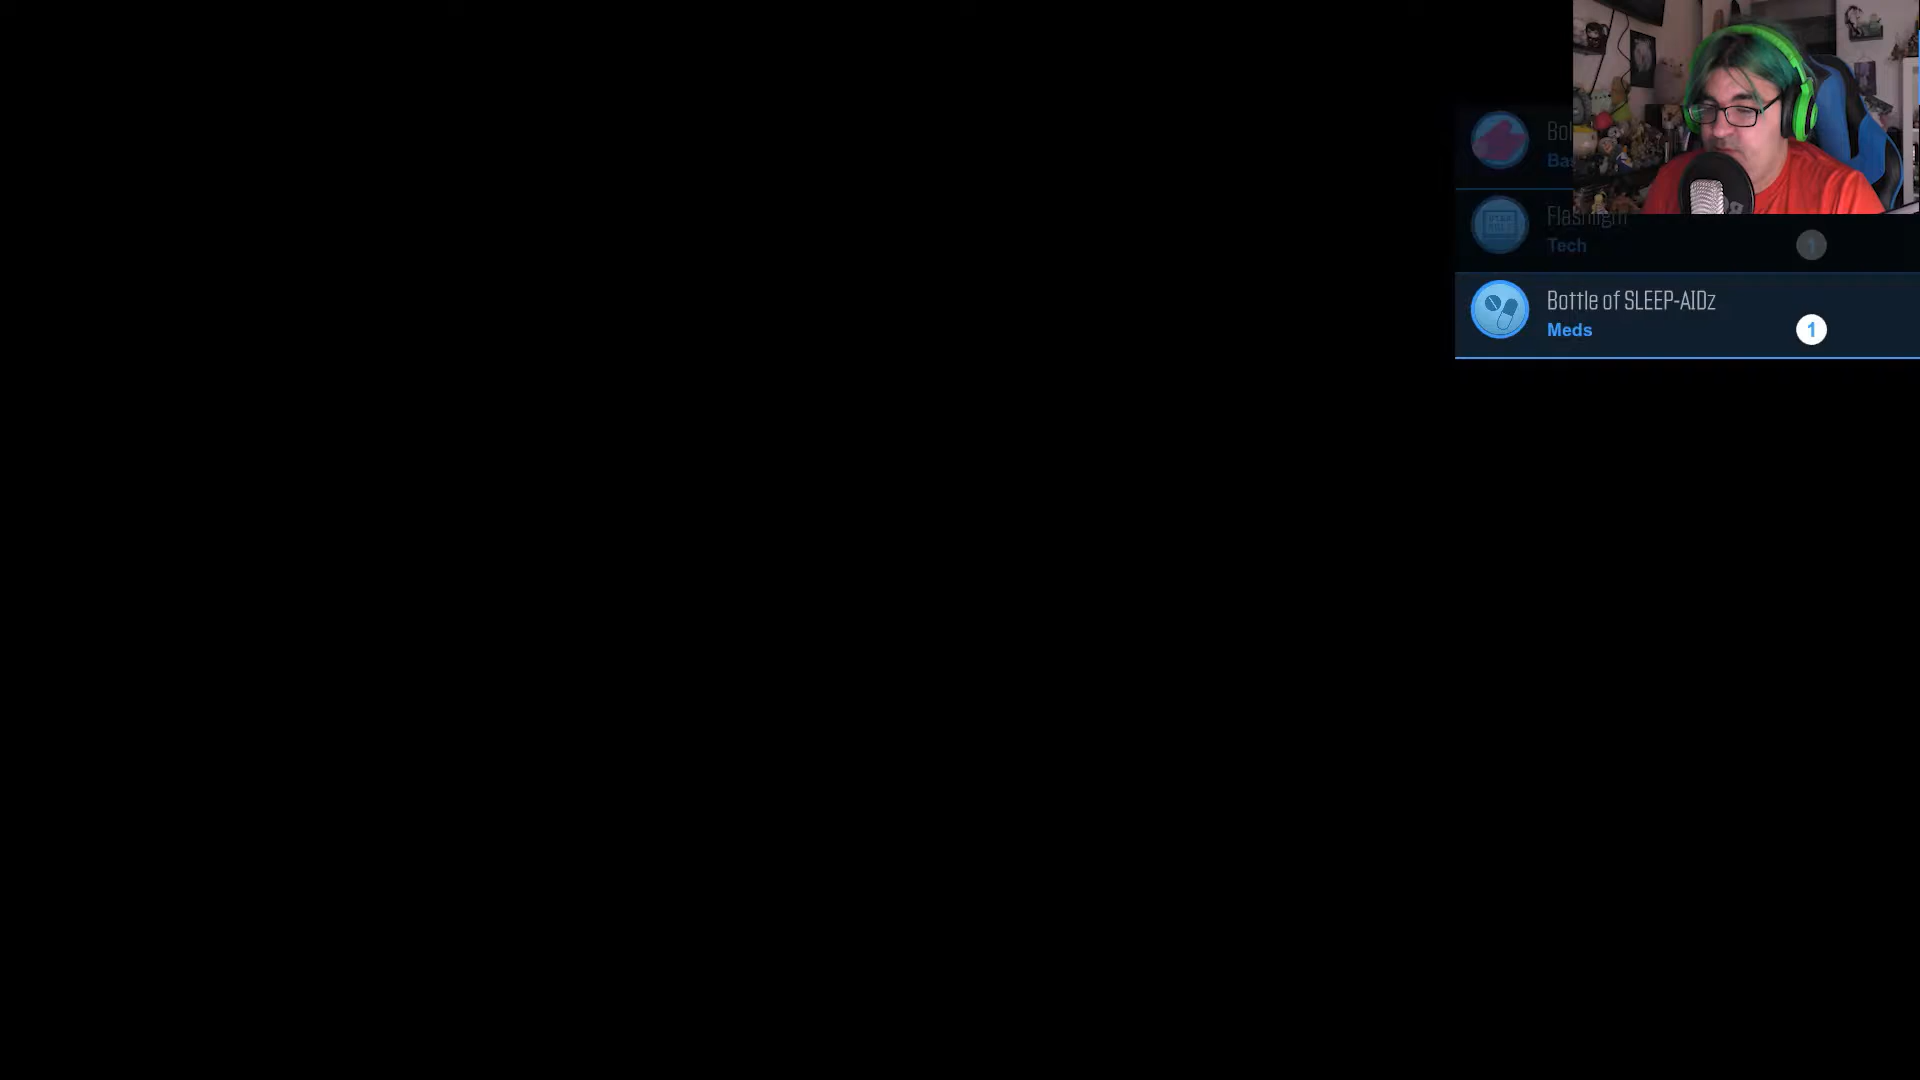 Flashlight
Tech
1
Bottle of SLEEP-AIDz
Meds
1